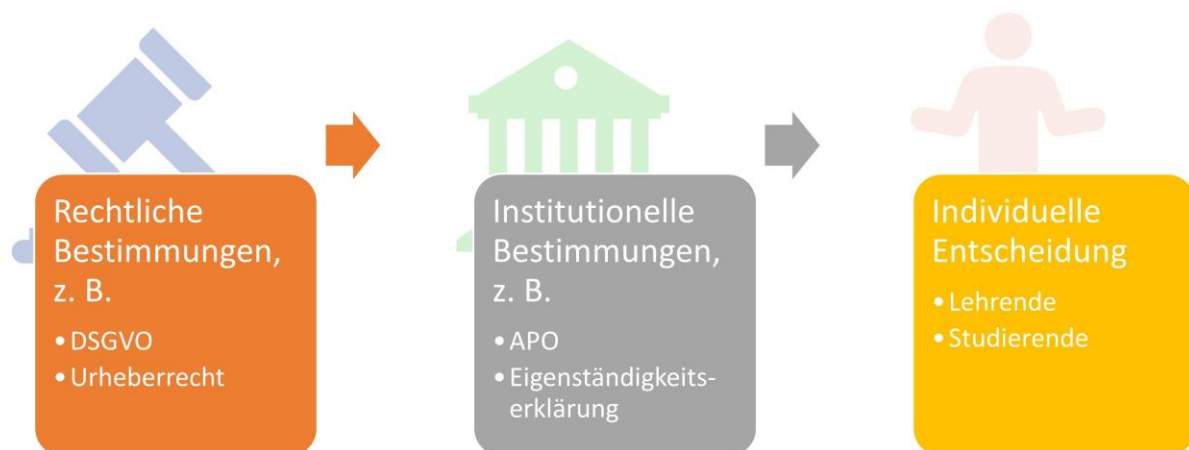 Rechtliche
Bestimmungen,
z. B.
• DSGVO
• Urheberrecht
Institutionelle
Bestimmungen,
z. B.
• APO
• Eigenständigkeits-
erklärung
Individuelle
Entscheidung
• Lehrende
• Studierende